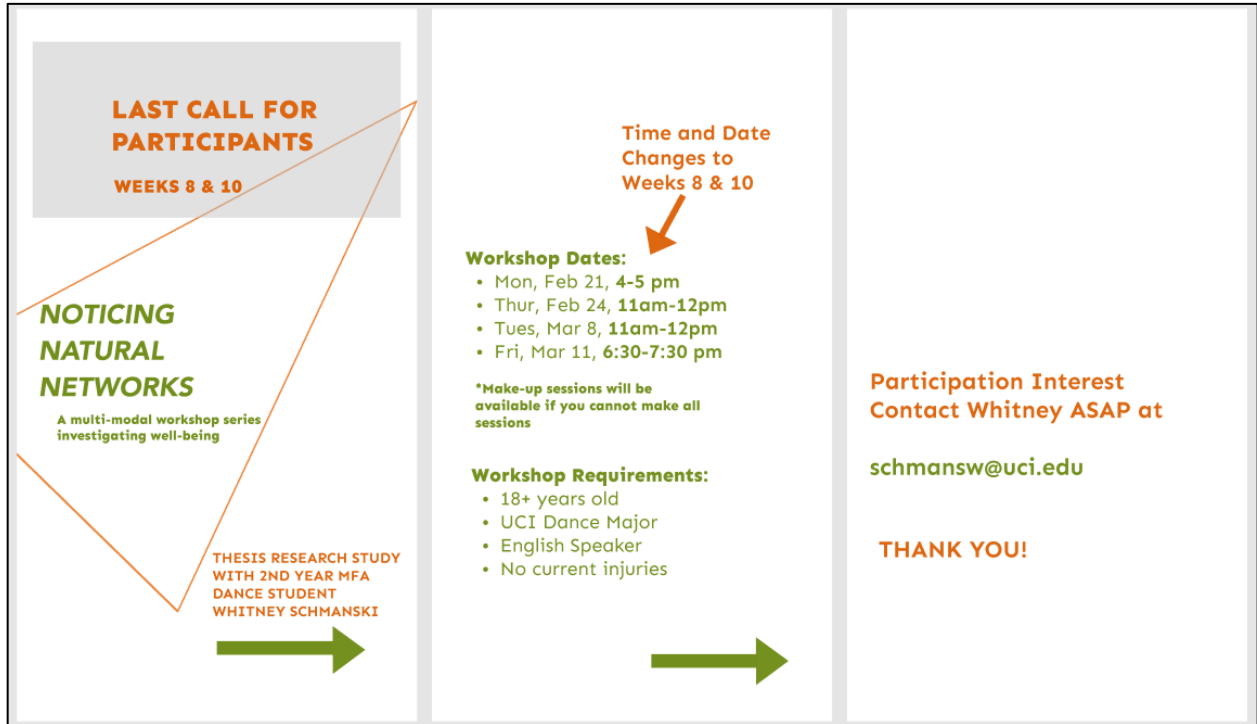 LAST CALL FOR
PARTICIPANTS
WEEKS 8 & 10
NOTICING
NATURAL
NETWORKS
A multi-modal workshop series
investigating well-being
THESIS RESEARCH STUDY
WITH 2ND YEAR MFA
DANCE STUDENT
WHITNEY SCHMANSKI
Time and Date
Changes to
Weeks 8 & 10
Workshop Dates:
• Mon, Feb 21, 4-5 pm
• Thur, Feb 24, 11am-12pm
• Tues, Mar 8, 11am-12pm
• Fri, Mar 11, 6:30-7:30 pm
*Make-up sessions will be
available if you cannot make all
sessions
Workshop Requirements:
• 18+ years old
• UCI Dance Major
• English Speaker
• No current injuries
Participation Interest
Contact Whitney ASAP at
schmansw@uci.edu
THANK YOU!